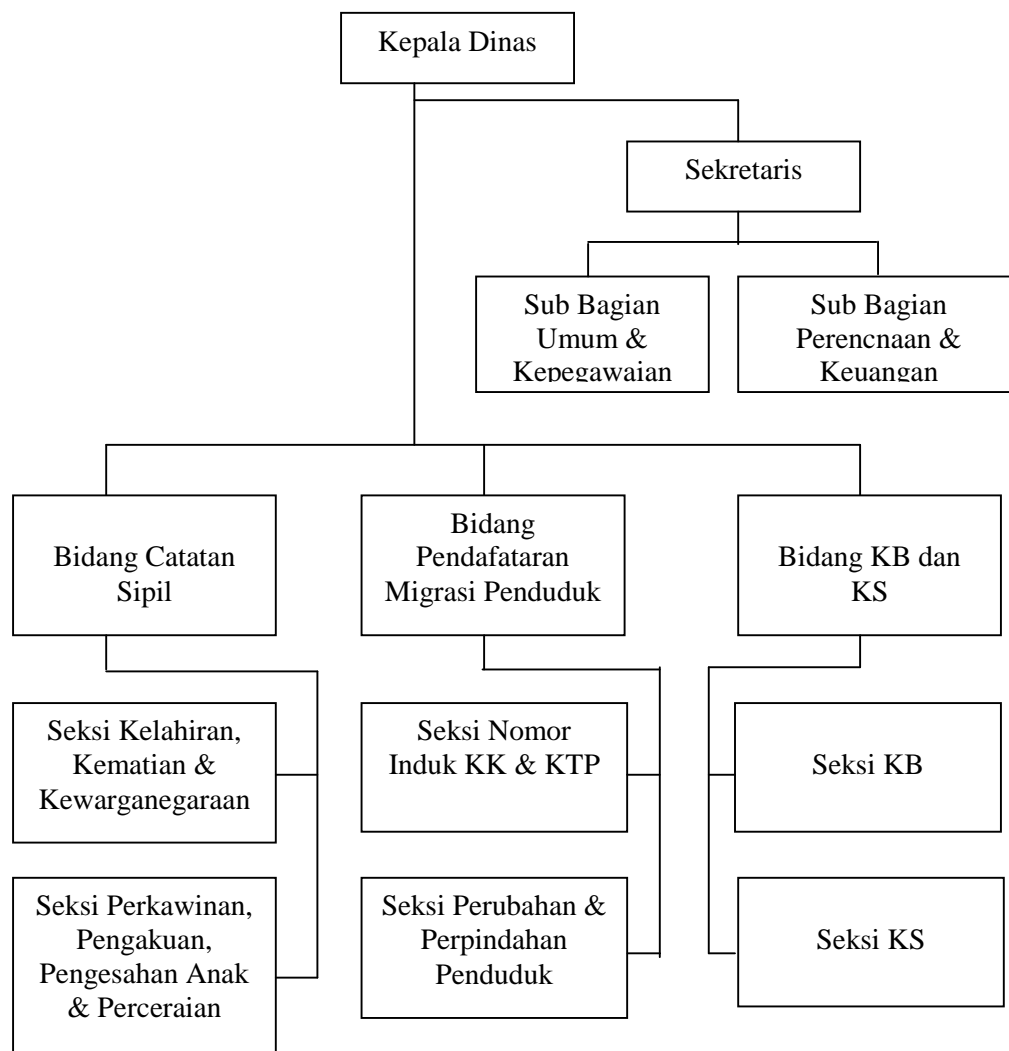 Kepala Dinas
Sekretaris
Sub Bagian
Umum &
Kepegawaian
Sub Bagian
Perencnaan &
Keuangan
Bidang Catatan
Sipil
Bidang
Pendafataran
Migrasi Penduduk
Bidang KB dan
KS
Seksi Kelahiran,
Kematian &
Kewarganegaraan
Seksi Nomor
Induk KK & KTP
Seksi KB
Seksi Perkawinan,
Pengakuan,
Pengesahan Anak
& Perceraian
Seksi Perubahan &
Perpindahan
Penduduk
Seksi KS